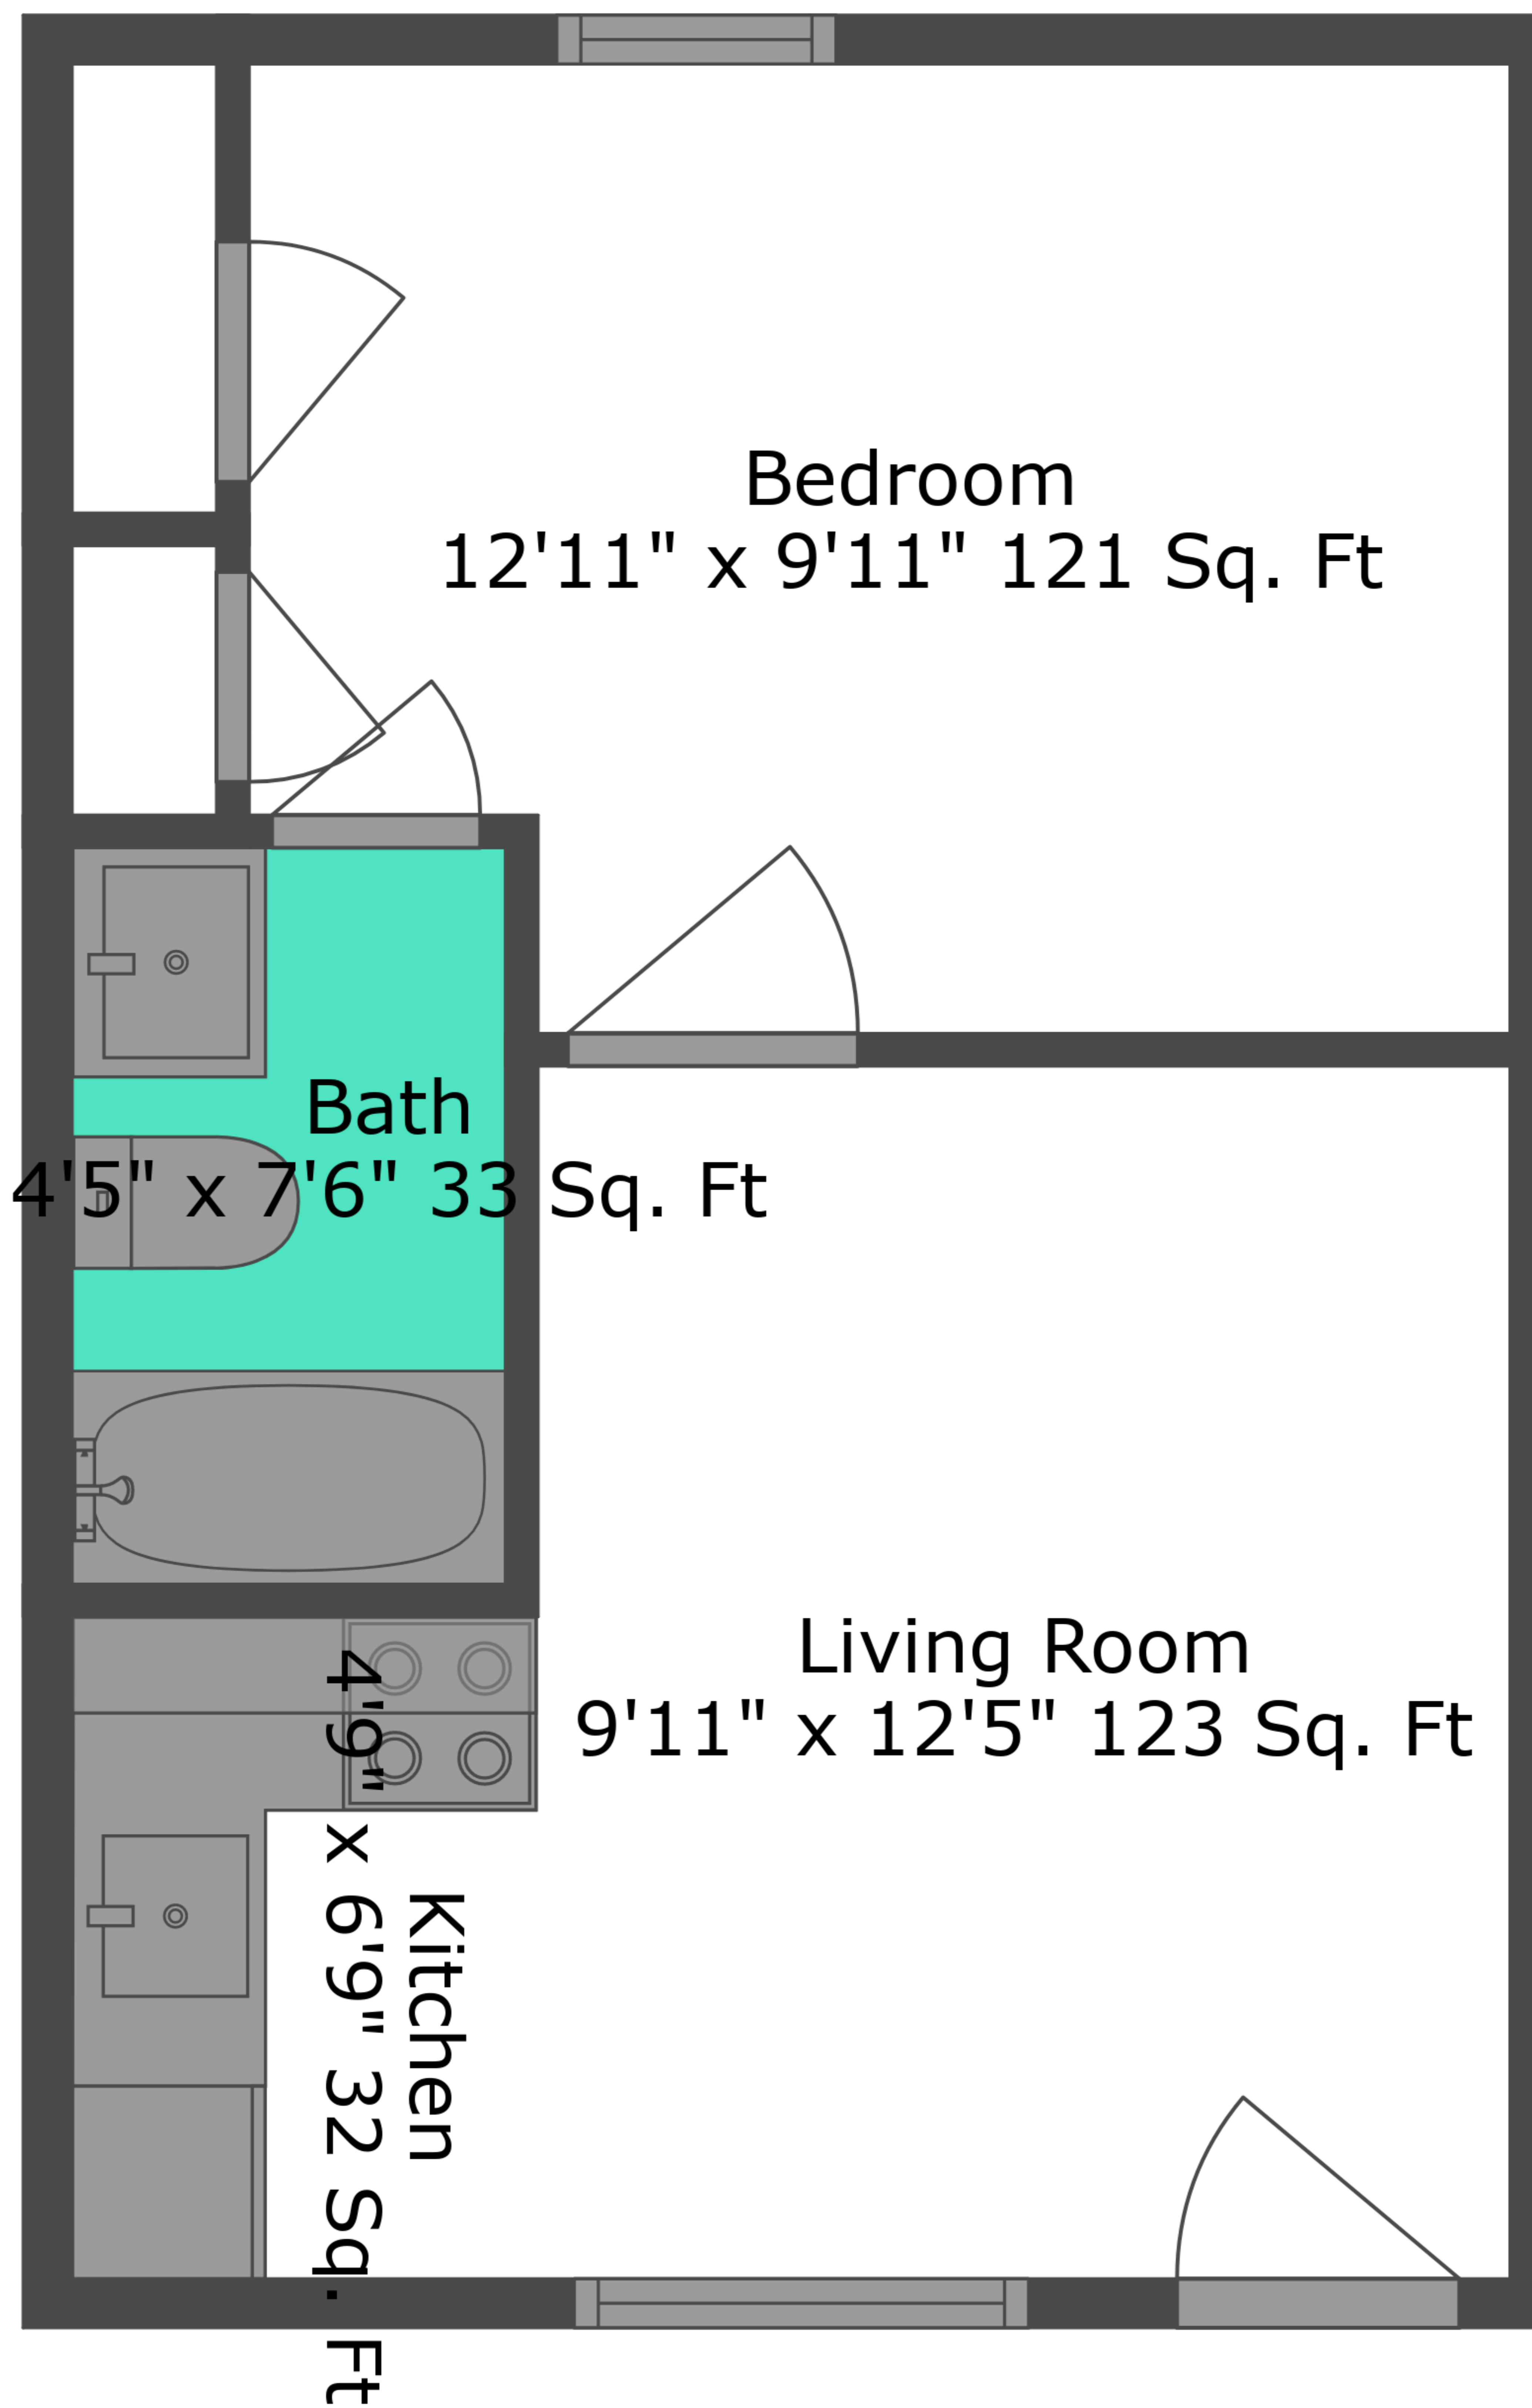 Bedroom
12'11" x 9'11" 121 Sq. Ft
Bath
4'5" x 7'6" 33 Sq. Ft
Living Room
9'11" x 12'5" 123 Sq. Ft
Kitchen
4'9" x 6'9" 32 Sq. Ft